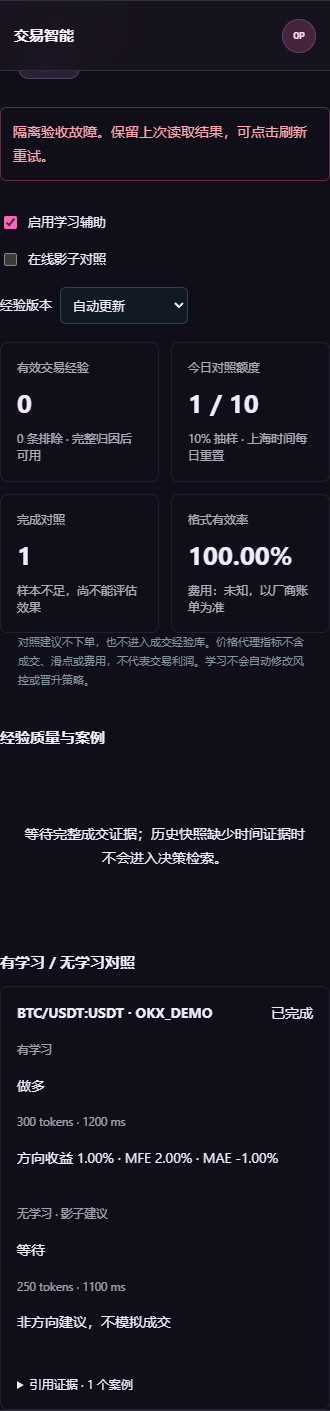 交易智能
OP
隔离验收故障。保留上次读取结果，可点击刷新
重试。
启用学习辅助
在线影子对照
经验版本
自动更新
有效交易经验
0
0 条排除 · 完整归因后
可用
今日对照额度
1 / 10
10% 抽样 · 上海时间每
日重置
完成对照
1
样本不足，尚不能评估
效果
格式有效率
100.00%
费用：未知，以厂商账
单为准
对照建议不下单，也不进入成交经验库。价格代理指标不含
成交、滑点或费用，不代表交易利润。学习不会自动修改风
控或晋升策略。
经验质量与案例
等待完整成交证据；历史快照缺少时间证据时
不会进入决策检索。
有学习 / 无学习对照
BTC/USDT:USDT · OKX_DEMO
已完成
有学习
做多
300 tokens · 1200 ms
方向收益 1.00% · MFE 2.00% · MAE -1.00%
无学习 · 影子建议
等待
250 tokens · 1100 ms
非方向建议，不模拟成交
引用证据 · 1 个案例